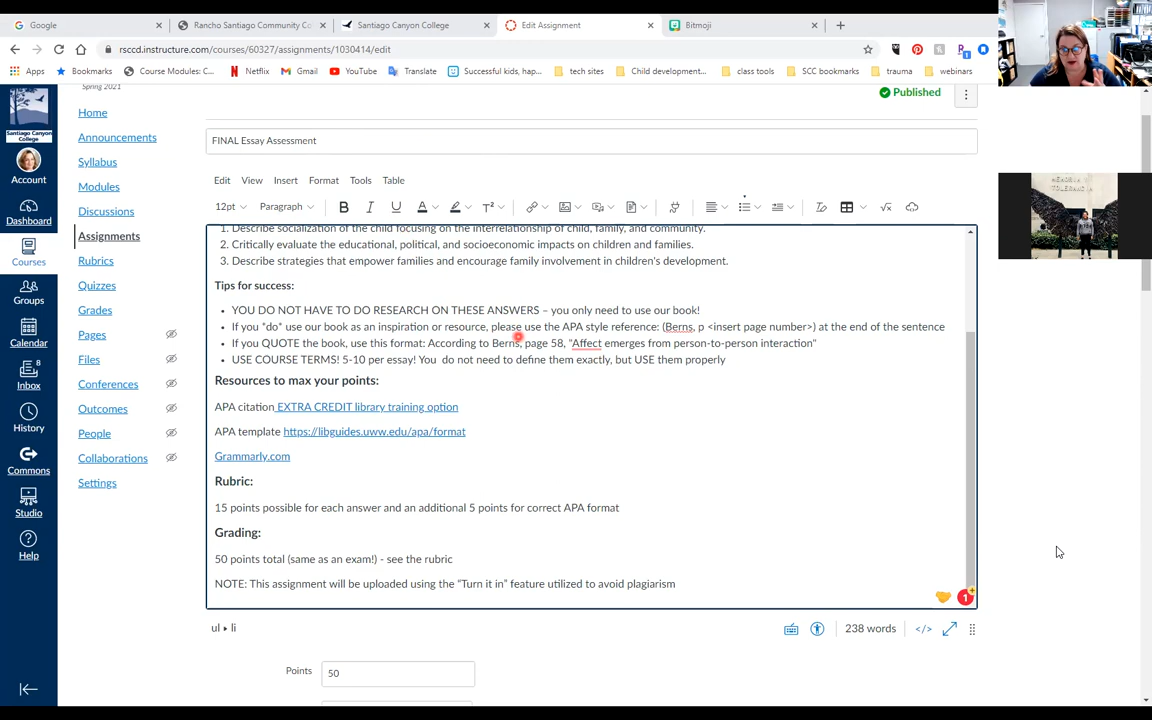 Google
Rancho Santiago Community Co
Santiago Canyon College
Edit Assignment
Bitmoji
rsccd.instructure.com/courses/60327/assignments/1030414/edit
Apps
Bookmarks
Course Modules: C...
Netflix
Gmail
YouTube
Translate
Successful kids, hap...
tech sites
Child development...
class tools
SCC bookmarks
trauma
webinars
Spring 2021
Published
Santiago Canyon College
Account
Dashboard
Courses
Groups
Calendar
8
Inbox
History
Commons
Studio
Help
Home
Announcements
Syllabus
Modules
Discussions
Assignments
Rubrics
Quizzes
Grades
Pages
Files
Conferences
Outcomes
People
Collaborations
Settings
FINAL Essay Assessment
Edit View Insert Format Tools Table
12pt Paragraph B I U A T²
1. Describe socialization of the child focusing on the interrelationship of child, family, and community.
2. Critically evaluate the educational, political, and socioeconomic impacts on children and families.
3. Describe strategies that empower families and encourage family involvement in children's development.
Tips for success:
• YOU DO NOT HAVE TO DO RESEARCH ON THESE ANSWERS – you only need to use our book!
• If you *do* use our book as an inspiration or resource, please use the APA style reference: (Berns, p <insert page number>) at the end of the sentence
• If you QUOTE the book, use this format: According to Berns, page 58, "Affect emerges from person-to-person interaction"
• USE COURSE TERMS! 5-10 per essay! You do not need to define them exactly, but USE them properly
Resources to max your points:
APA citation EXTRA CREDIT library training option
APA template https://libguides.uww.edu/apa/format
Grammarly.com
Rubric:
15 points possible for each answer and an additional 5 points for correct APA format
Grading:
50 points total (same as an exam!) - see the rubric
NOTE: This assignment will be uploaded using the "Turn it in" feature utilized to avoid plagiarism
1
ul ▸ li
238 words
</>
Points
50
MEMORIA Y
TOLERANCIA